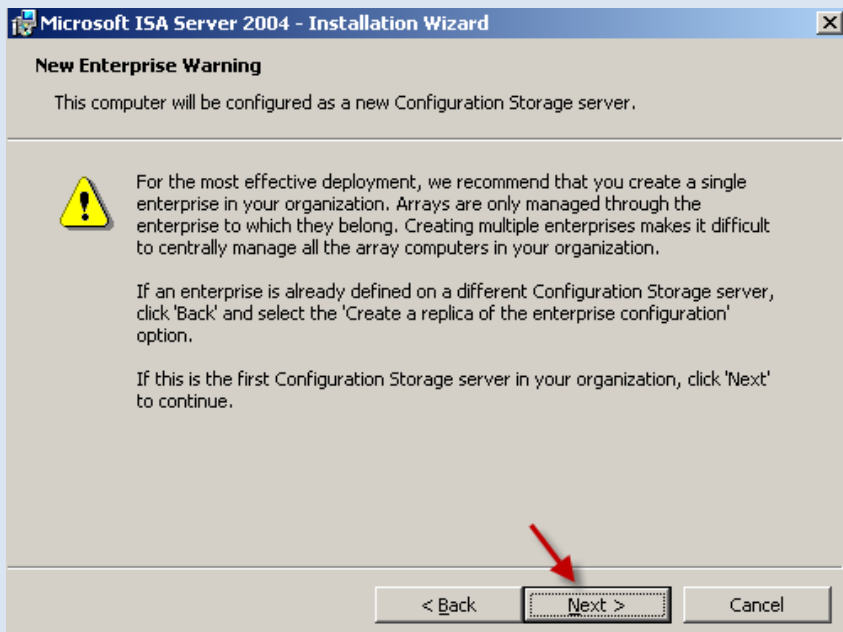 Microsoft ISA Server 2004 - Installation Wizard
New Enterprise Warning
This computer will be configured as a new Configuration Storage server.
For the most effective deployment, we recommend that you create a single
enterprise in your organization. Arrays are only managed through the
enterprise to which they belong. Creating multiple enterprises makes it difficult
to centrally manage all the array computers in your organization.
If an enterprise is already defined on a different Configuration Storage server,
click 'Back' and select the 'Create a replica of the enterprise configuration'
option.
If this is the first Configuration Storage server in your organization, click 'Next'
to continue.
< Back Next > Cancel